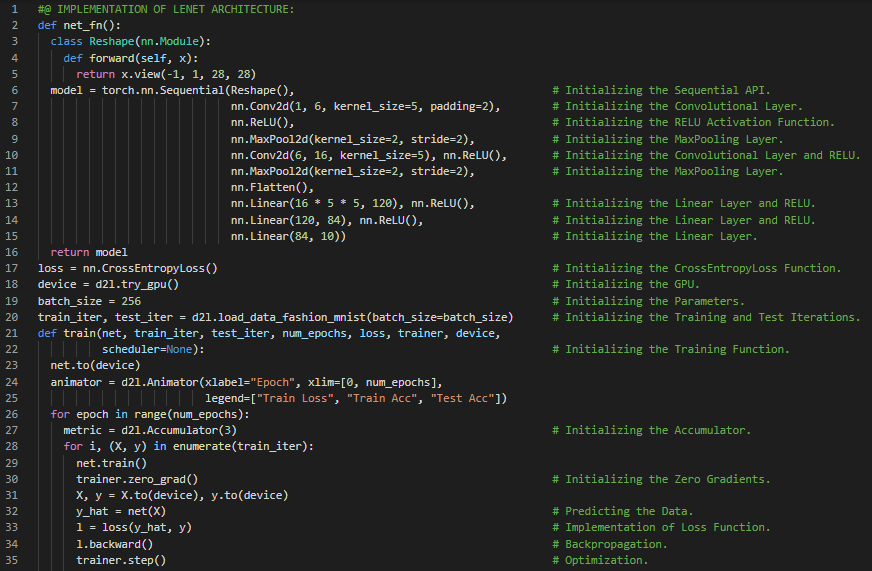 1 #@ IMPLEMENTATION OF LENET ARCHITECTURE:
2 def net_fn():
3 class Reshape(nn.Module):
4 def forward(self, x):
5 return x.view(-1, 1, 28, 28)
6 model = torch.nn.Sequential(Reshape(), # Initializing the Sequential API.
7 nn.Conv2d(1, 6, kernel_size=5, padding=2), # Initializing the Convolutional Layer.
8 nn.ReLU(), # Initializing the RELU Activation Function.
9 nn.MaxPool2d(kernel_size=2, stride=2), # Initializing the MaxPooling Layer.
10 nn.Conv2d(6, 16, kernel_size=5), nn.ReLU(), # Initializing the Convolutional Layer and RELU.
11 nn.MaxPool2d(kernel_size=2, stride=2), # Initializing the MaxPooling Layer.
12 nn.Flatten(),
13 nn.Linear(16 * 5 * 5, 120), nn.ReLU(), # Initializing the Linear Layer and RELU.
14 nn.Linear(120, 84), nn.ReLU(), # Initializing the Linear Layer and RELU.
15 nn.Linear(84, 10)) # Initializing the Linear Layer.
16 return model
17 loss = nn.CrossEntropyLoss() # Initializing the CrossEntropyLoss Function.
18 device = d2l.try_gpu() # Initializing the GPU.
19 batch_size = 256 # Initializing the Parameters.
20 train_iter, test_iter = d2l.load_data_fashion_mnist(batch_size=batch_size) # Initializing the Training and Test Iterations.
21 def train(net, train_iter, test_iter, num_epochs, loss, trainer, device,
22 scheduler=None): # Initializing the Training Function.
23 net.to(device)
24 animator = d2l.Animator(xlabel="Epoch", xlim=[0, num_epochs],
25 legend=["Train Loss", "Train Acc", "Test Acc"])
26 for epoch in range(num_epochs):
27 metric = d2l.Accumulator(3) # Initializing the Accumulator.
28 for i, (X, y) in enumerate(train_iter):
29 net.train()
30 trainer.zero_grad() # Initializing the Zero Gradients.
31 X, y = X.to(device), y.to(device)
32 y_hat = net(X) # Predicting the Data.
33 l = loss(y_hat, y) # Implementation of Loss Function.
34 l.backward() # Backpropagation.
35 trainer.step() # Optimization.